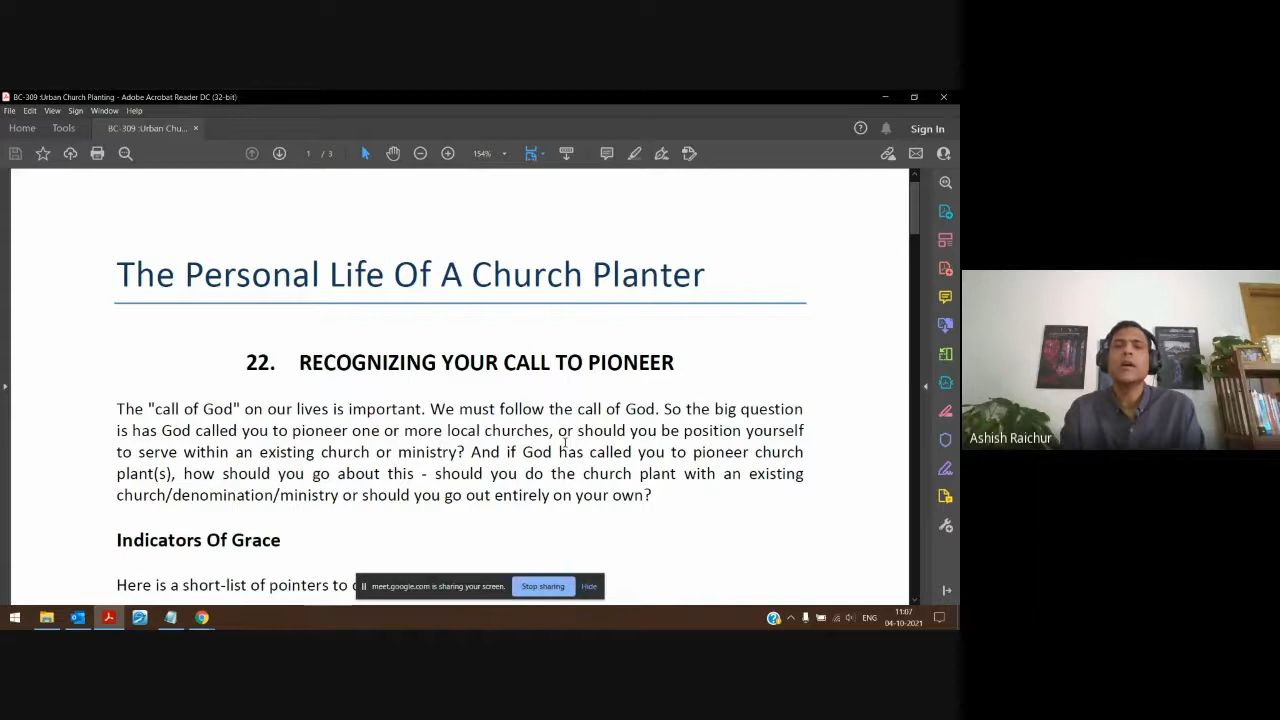 BC-309 :Urban Church Planting - Adobe Acrobat Reader DC (32-bit)
File Edit View Sign Window Help
Home Tools BC-309 :Urban Chu... × Sign In
1 / 3 154%
The Personal Life Of A Church Planter
22. RECOGNIZING YOUR CALL TO PIONEER
The "call of God" on our lives is important. We must follow the call of God. So the big question
is has God called you to pioneer one or more local churches, or should you be position yourself
to serve within an existing church or ministry? And if God has called you to pioneer church
plant(s), how should you go about this - should you do the church plant with an existing
church/denomination/ministry or should you go out entirely on your own?
Indicators Of Grace
Here is a short-list of pointers to
meet.google.com is sharing your screen. Stop sharing Hide
Ashish Raichur
ENG
11:07
04-10-2021